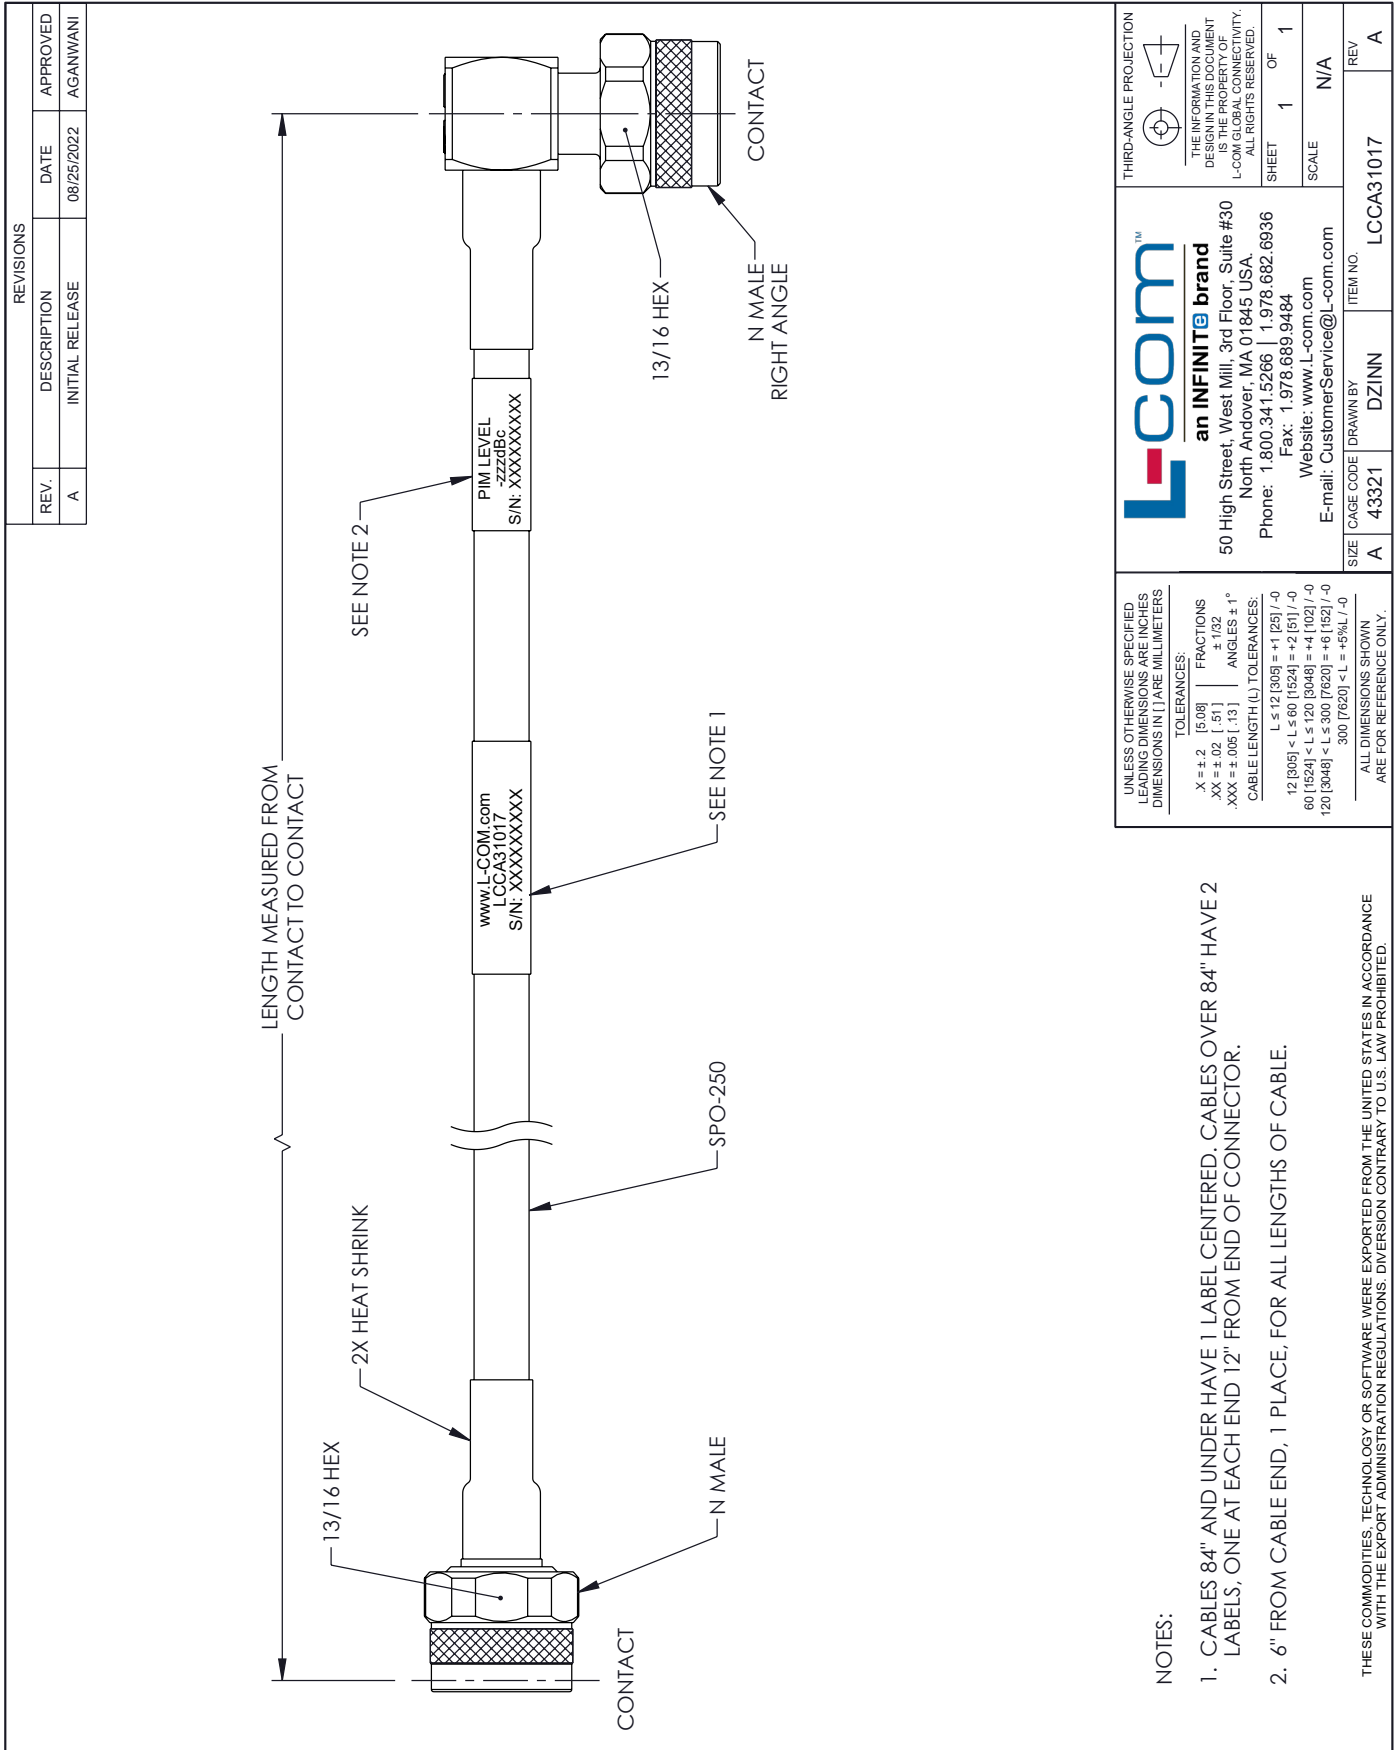 REVISIONS
REV. DESCRIPTION DATE APPROVED
A INITIAL RELEASE 08/25/2022 AGANWANI
LENGTH MEASURED FROM
CONTACT TO CONTACT
13/16 HEX
2X HEAT SHRINK
SEE NOTE 2
www.L-COM.com
LCCA31017
S/N: XXXXXXXXX
PIM LEVEL
-zzzdBc
S/N: XXXXXXXXX
CONTACT
N MALE
SPO-250
SEE NOTE 1
13/16 HEX
N MALE
RIGHT ANGLE
CONTACT
NOTES:
1. CABLES 84" AND UNDER HAVE 1 LABEL CENTERED. CABLES OVER 84" HAVE 2
LABELS, ONE AT EACH END 12" FROM END OF CONNECTOR.
2. 6" FROM CABLE END, 1 PLACE, FOR ALL LENGTHS OF CABLE.
THESE COMMODITIES, TECHNOLOGY OR SOFTWARE WERE EXPORTED FROM THE UNITED STATES IN ACCORDANCE
WITH THE EXPORT ADMINISTRATION REGULATIONS. DIVERSION CONTRARY TO U.S. LAW PROHIBITED.
UNLESS OTHERWISE SPECIFIED
LEADING DIMENSIONS ARE INCHES
DIMENSIONS IN [ ] ARE MILLIMETERS
TOLERANCES:
.X = ±.2 [5.08] FRACTIONS
.XX = ±.02 [.51] ± 1/32
.XXX = ±.005 [.13] ANGLES ± 1°
CABLE LENGTH (L) TOLERANCES:
L ≤ 12 [305] = +1 [25] / -0
12 [305] < L ≤ 60 [1524] = +2 [51] / -0
60 [1524] < L ≤ 120 [3048] = +4 [102] / -0
120 [3048] < L ≤ 300 [7620] = +6 [152] / -0
300 [7620] < L = +5%L / -0
ALL DIMENSIONS SHOWN
ARE FOR REFERENCE ONLY.
L-com™
an INFINITe brand
50 High Street, West Mill, 3rd Floor, Suite #30
North Andover, MA 01845 USA.
Phone: 1.800.341.5266 | 1.978.682.6936
Fax: 1.978.689.9484
Website: www.L-com.com
E-mail: CustomerService@L-com.com
THIRD-ANGLE PROJECTION
THE INFORMATION AND
DESIGN IN THIS DOCUMENT
IS THE PROPERTY OF
L-COM GLOBAL CONNECTIVITY.
ALL RIGHTS RESERVED.
SHEET 1 OF 1
SCALE N/A
SIZE A
CAGE CODE 43321
DRAWN BY DZINN
ITEM NO. LCCA31017
REV A